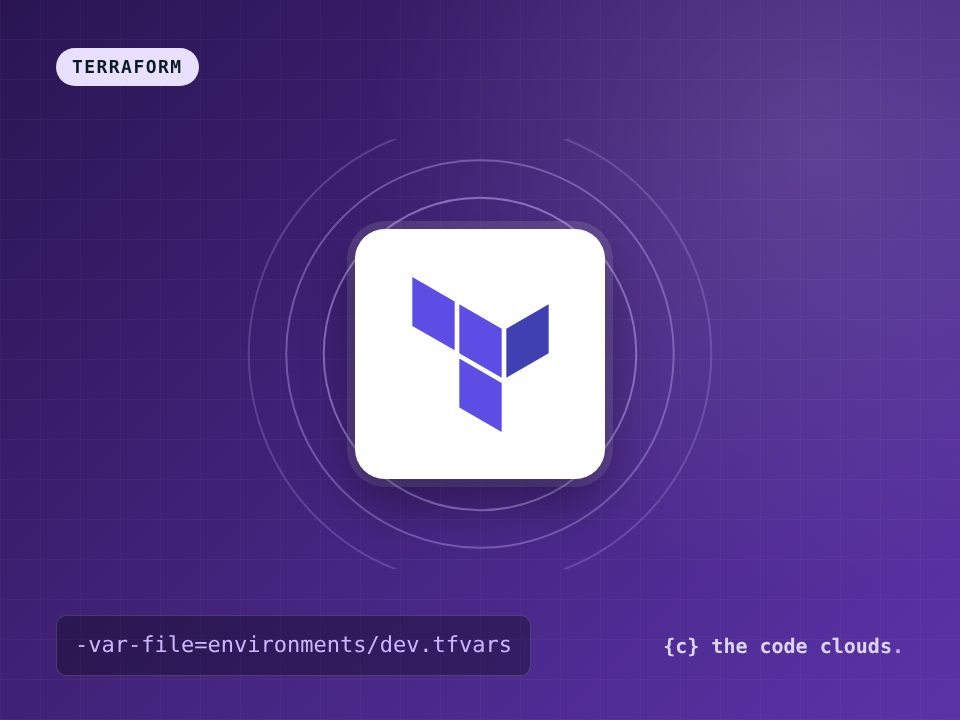 TERRAFORM
-var-file=environments/dev.tfvars
{c} the code clouds.